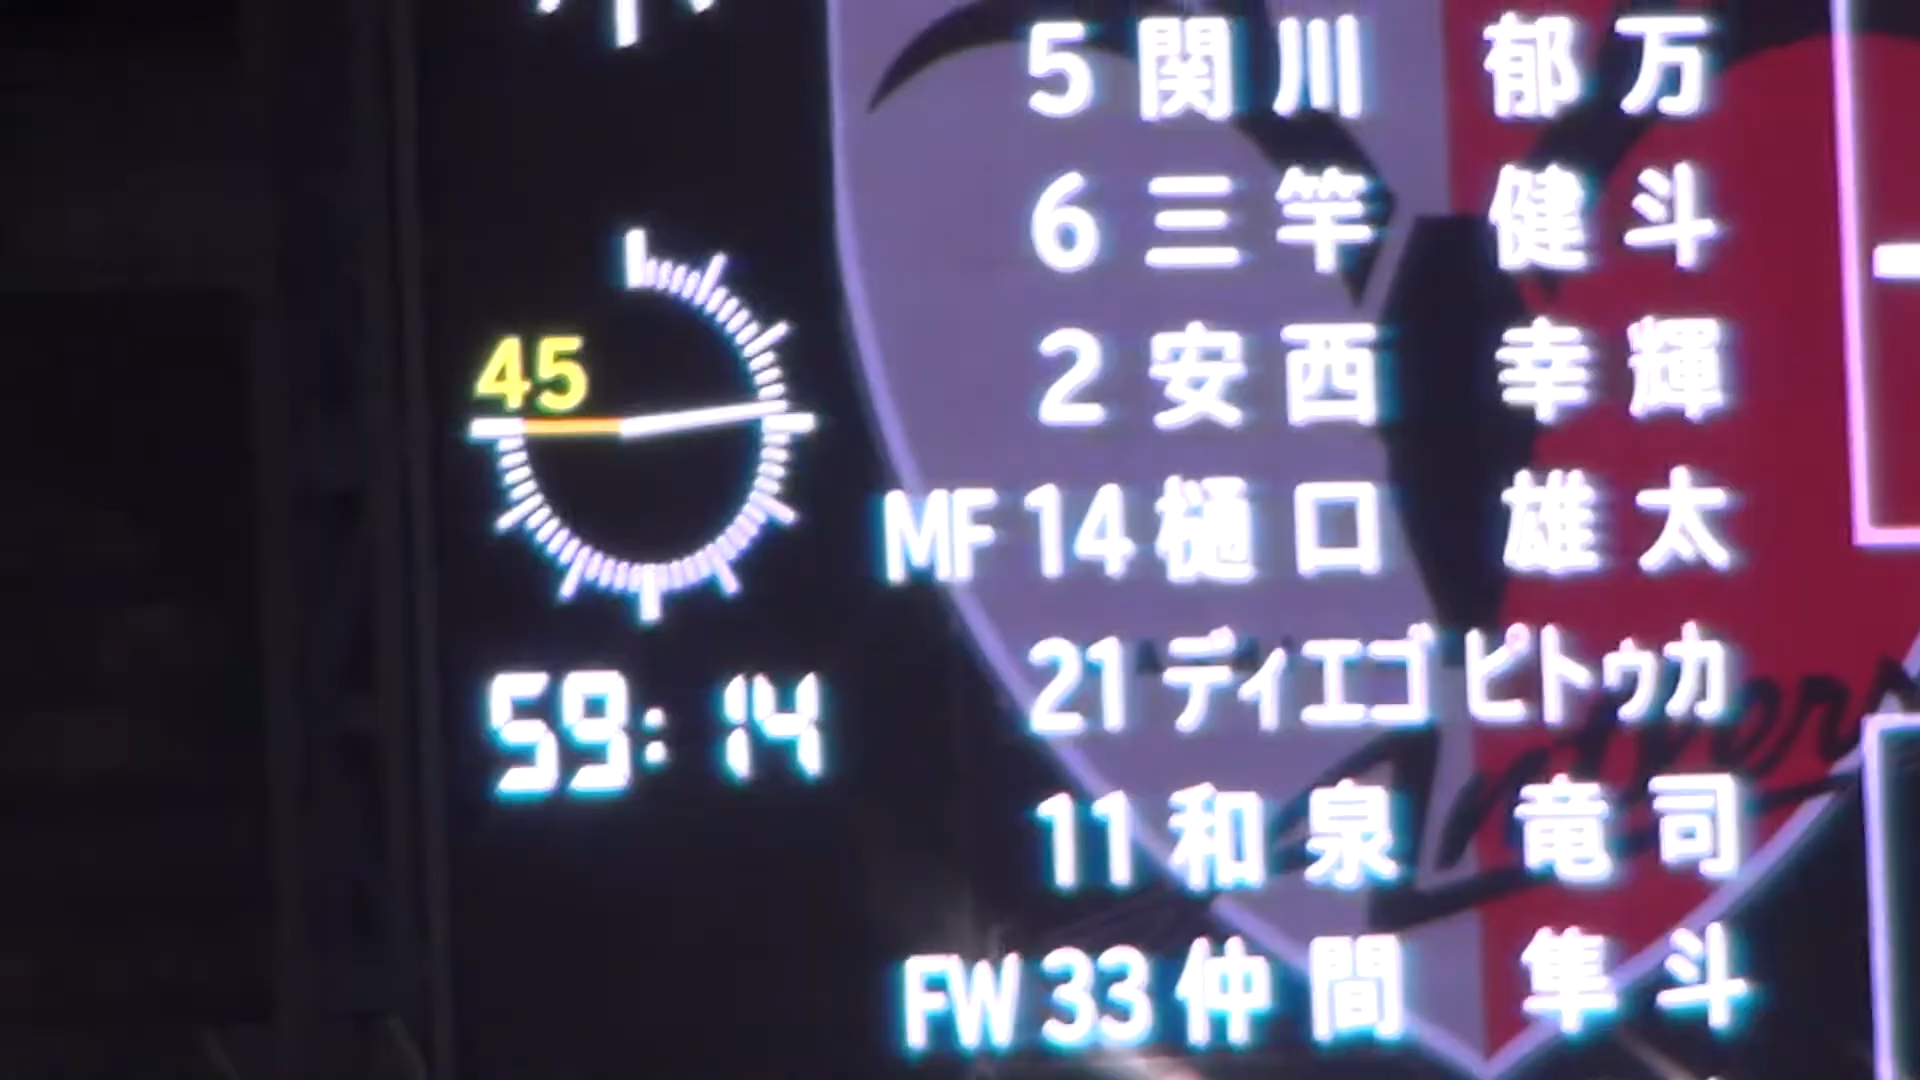 5 関川 郁万
6 三竿 健斗
2 安西 幸輝
MF 14 樋口 雄太
21 ディエゴ ピトゥカ
11 和泉 竜司
FW 33 仲間 隼斗
45
59:14